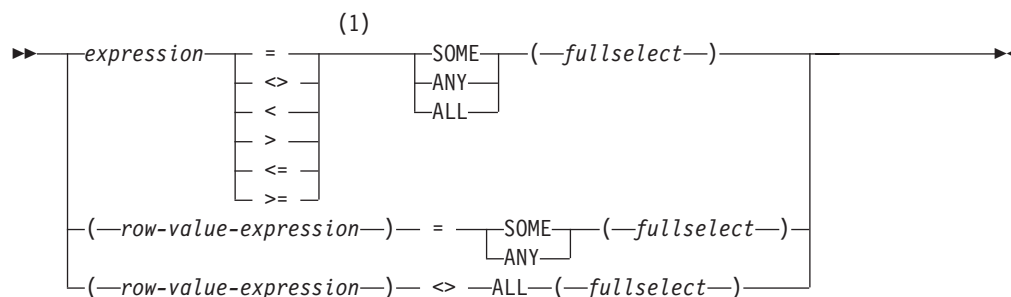 (1)
expression = SOME ( fullselect )
<> ANY
< ALL
>
<=
>=
( row-value-expression ) = SOME ( fullselect )
ANY
( row-value-expression ) <> ALL ( fullselect )